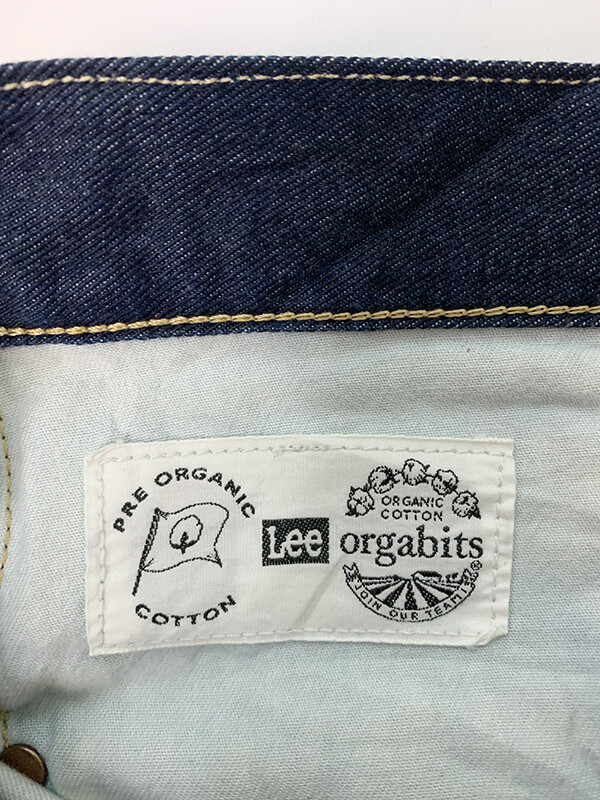 PRE ORGANIC
COTTON
Lee
ORGANIC
COTTON
orgabits
®
JOIN OUR TEAM!